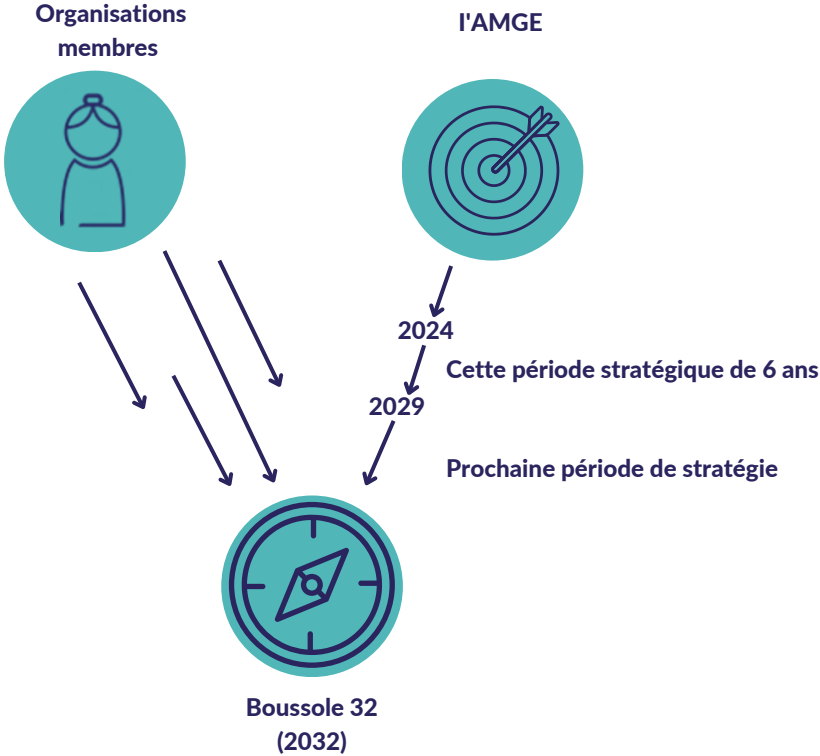 Organisations
membres
l'AMGE
2024
Cette période stratégique de 6 ans
2029
Prochaine période de stratégie
Boussole 32
(2032)